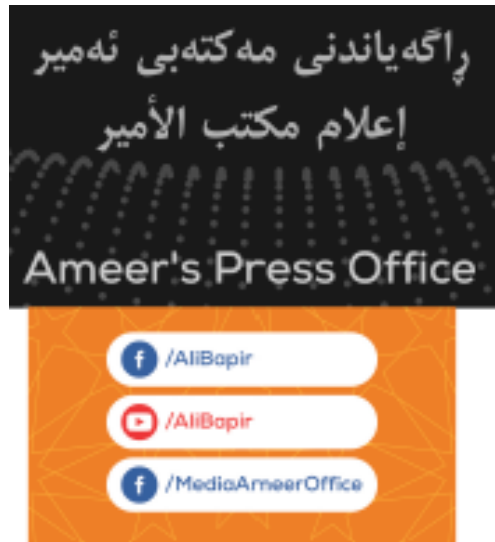 ڕاگەیاندنی مەکتەبی ئەمیر
إعلام مكتب الأمير
Ameer's Press Office
/AliBapir
/AliBapir
/MediaAmeerOffice